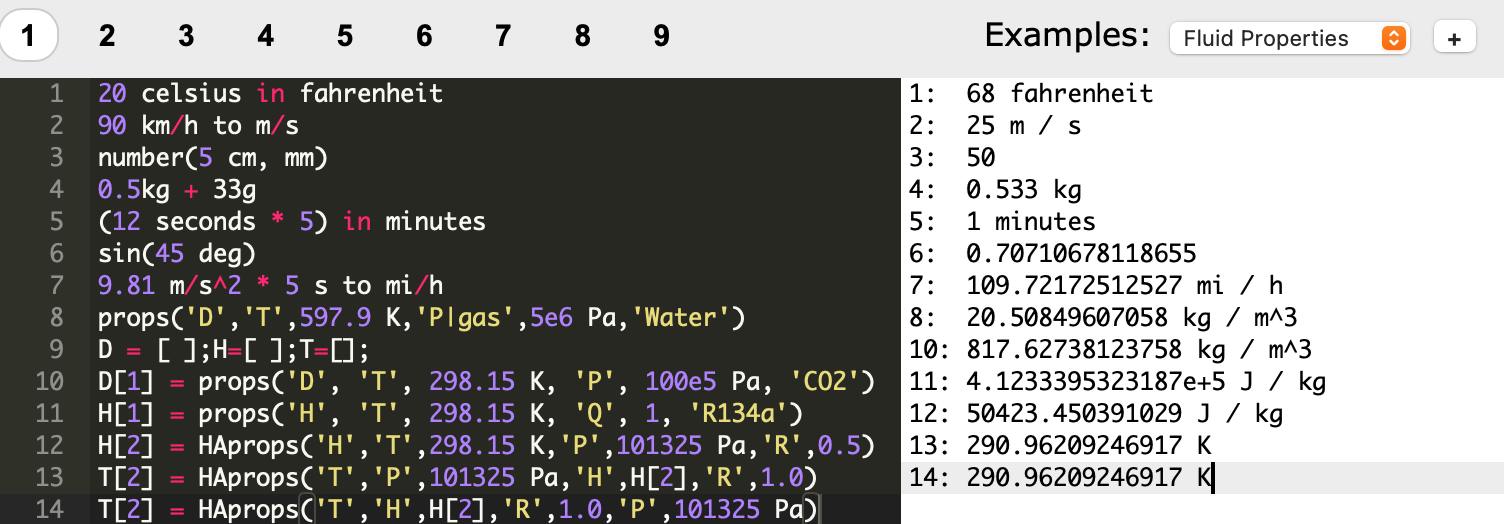 1 2 3 4 5 6 7 8 9 Examples: Fluid Properties +
1 20 celsius in fahrenheit
2 90 km/h to m/s
3 number(5 cm, mm)
4 0.5kg + 33g
5 (12 seconds * 5) in minutes
6 sin(45 deg)
7 9.81 m/s^2 * 5 s to mi/h
8 props('D','T',597.9 K,'P|gas',5e6 Pa,'Water')
9 D = [ ];H=[ ];T=[];
10 D[1] = props('D', 'T', 298.15 K, 'P', 100e5 Pa, 'CO2')
11 H[1] = props('H', 'T', 298.15 K, 'Q', 1, 'R134a')
12 H[2] = HAprops('H','T',298.15 K,'P',101325 Pa,'R',0.5)
13 T[2] = HAprops('T','P',101325 Pa,'H',H[2],'R',1.0)
14 T[2] = HAprops('T','H',H[2],'R',1.0,'P',101325 Pa)
1: 68 fahrenheit
2: 25 m / s
3: 50
4: 0.533 kg
5: 1 minutes
6: 0.70710678118655
7: 109.721172512527 mi / h
8: 20.50849607058 kg / m^3
10: 817.62738123758 kg / m^3
11: 4.1233395323187e+5 J / kg
12: 50423.450391029 J / kg
13: 290.96209246917 K
14: 290.96209246917 K